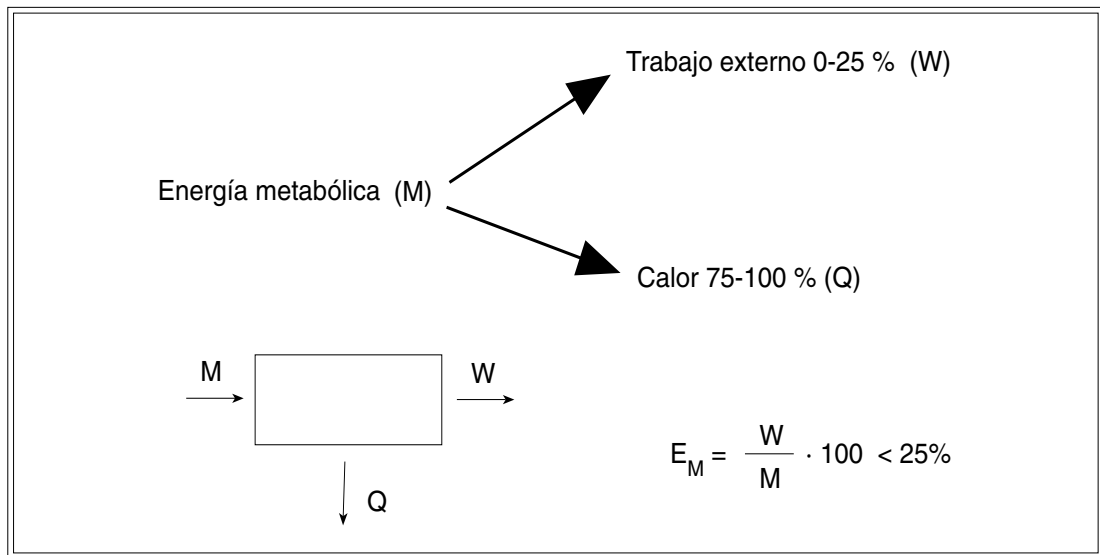 Trabajo externo 0-25 % (W)
Energía metabólica (M)
Calor 75-100 % (Q)
M
W
Q
E_M = W/M · 100 < 25%